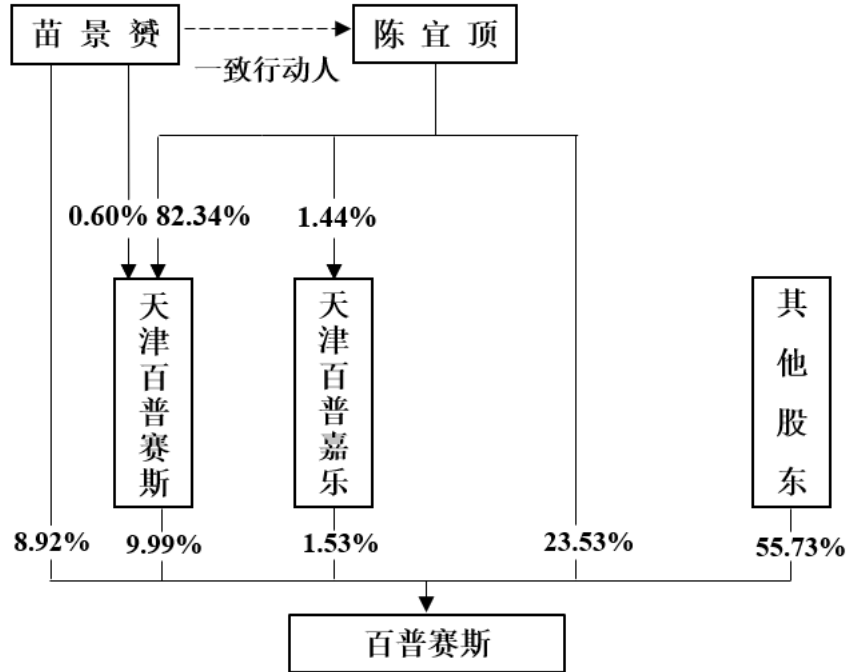 苗景赟
陈宜顶
一致行动人
0.60%
82.34%
1.44%
天津百普赛斯
天津百普嘉乐
其他股东
8.92%
9.99%
1.53%
23.53%
55.73%
百普赛斯